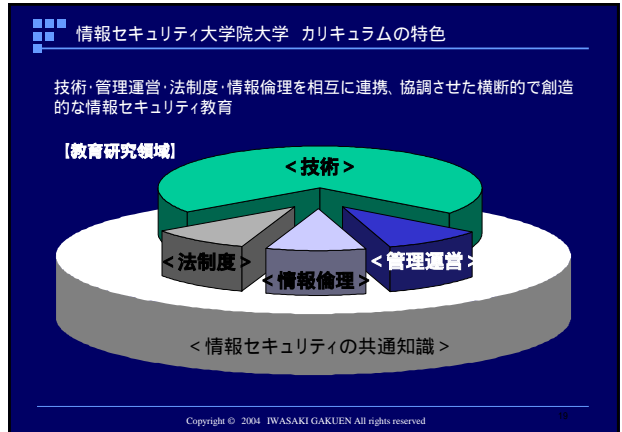 情報セキュリティ大学院大学 カリキュラムの特色
技術・管理運営・法制度・情報倫理を相互に連携、協調させた横断的で創造
的な情報セキュリティ教育
【教育研究領域】
<技術>
<法制度>
<情報倫理>
<管理運営>
<情報セキュリティの共通知識>
Copyright © 2004 IWASAKI GAKUEN All rights reserved